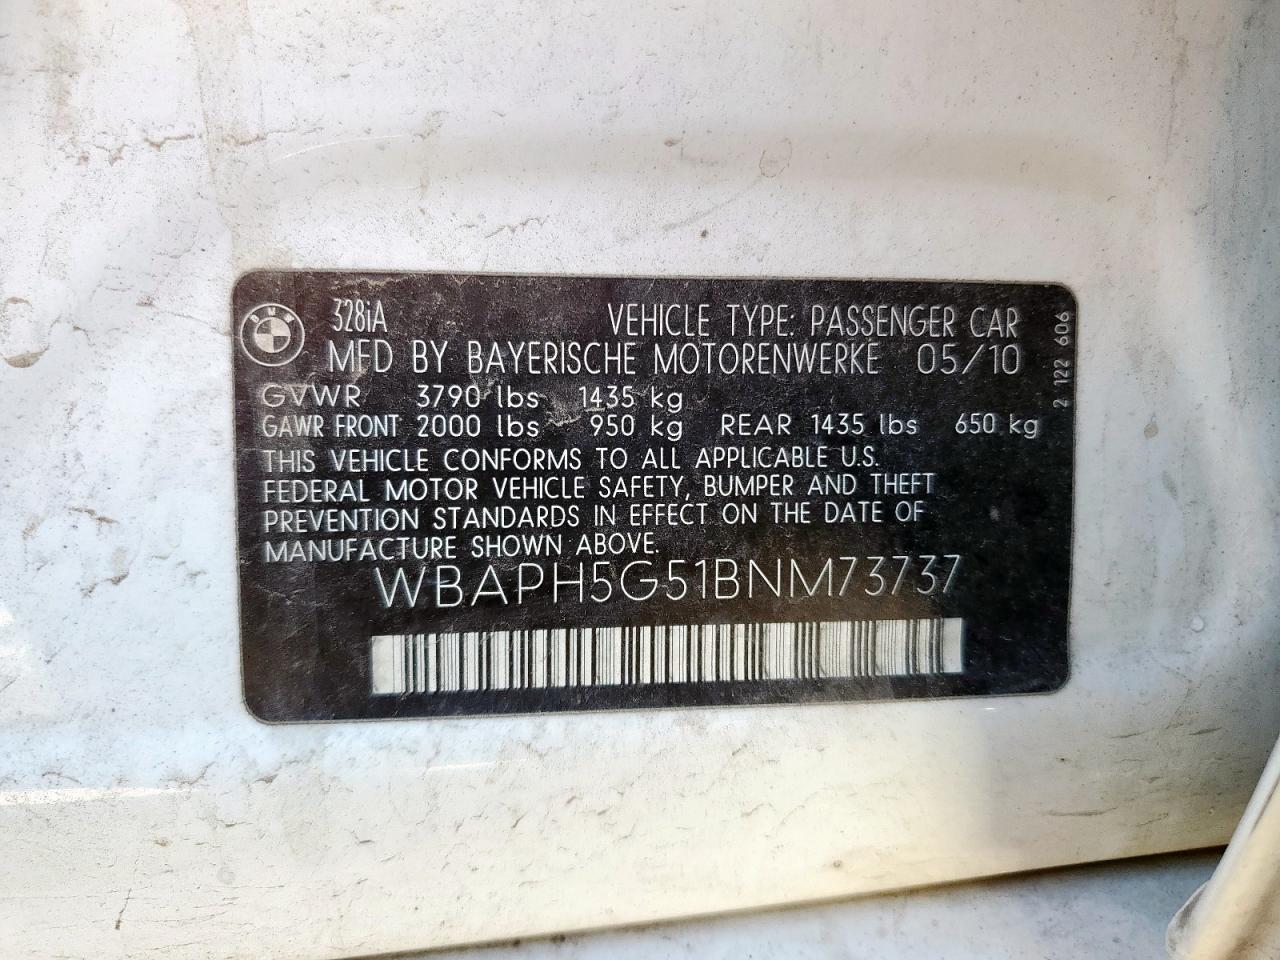 BMW
328iA
VEHICLE TYPE: PASSENGER CAR
MFD BY BAYERISCHE MOTORENWERKE 05/10
GVWR 3790 lbs 1435 kg
GAWR FRONT 2000 lbs 950 kg REAR 1435 lbs 650 kg
THIS VEHICLE CONFORMS TO ALL APPLICABLE U.S.
FEDERAL MOTOR VEHICLE SAFETY, BUMPER AND THEFT
PREVENTION STANDARDS IN EFFECT ON THE DATE OF
MANUFACTURE SHOWN ABOVE.
WBAPH5G51BNM73737
2 122 606